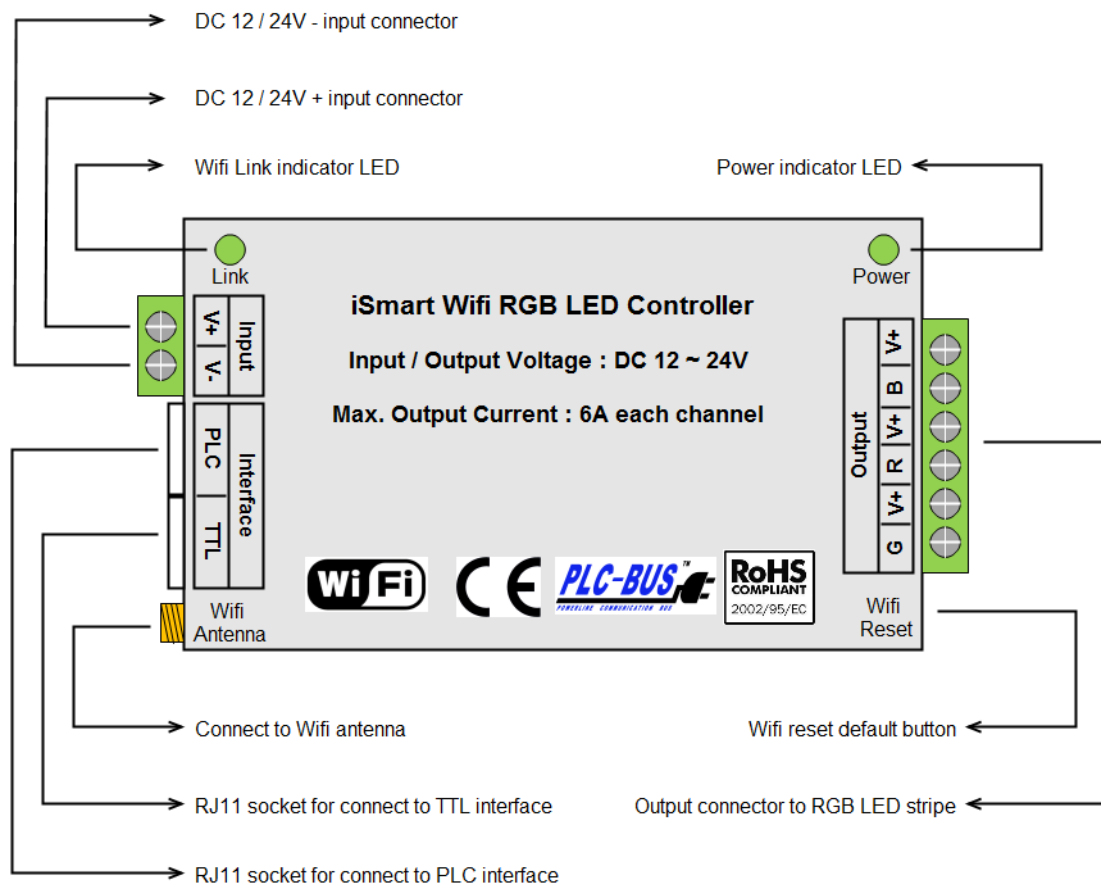 DC 12 / 24V - input connector
DC 12 / 24V + input connector
Wifi Link indicator LED
Power indicator LED
Link
Power
iSmart Wifi RGB LED Controller
Input / Output Voltage : DC 12 ~ 24V
Max. Output Current : 6A each channel
V+
V-
Input
PLC
TTL
Interface
Output
V+
B
V+
R
V+
G
WiFi
CE
PLC-BUS™
POWERLINE COMMUNICATION BUS
RoHS
COMPLIANT
2002/95/EC
Wifi
Antenna
Wifi
Reset
Connect to Wifi antenna
Wifi reset default button
RJ11 socket for connect to TTL interface
Output connector to RGB LED stripe
RJ11 socket for connect to PLC interface